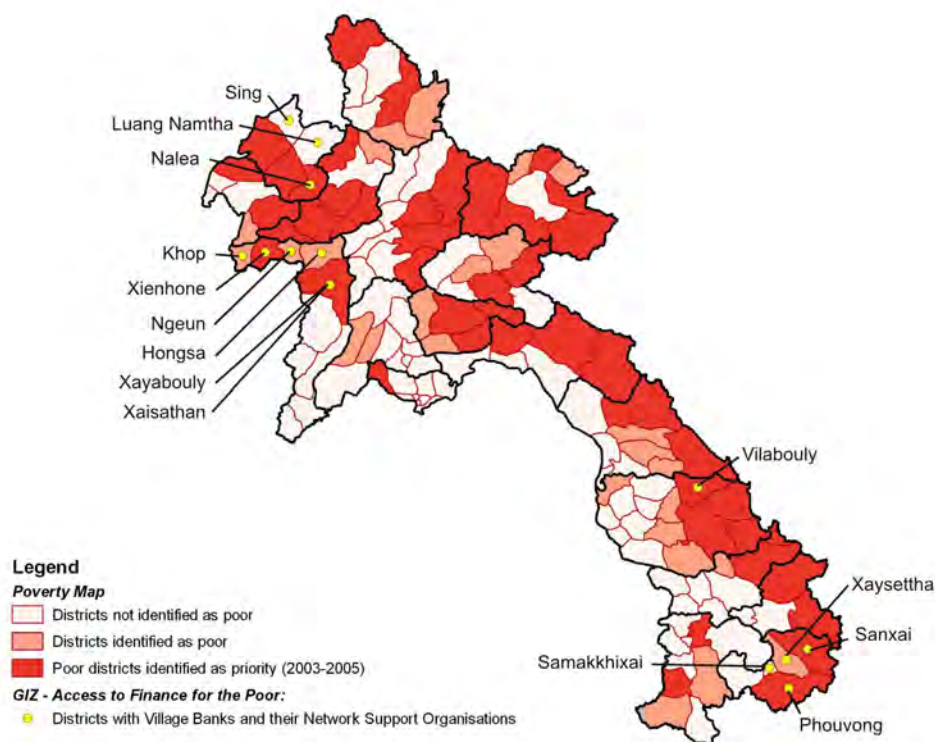 Sing
Luang Namtha
Nalea
Khop
Xienhone
Ngeun
Hongsa
Xayabouly
Xaisathan
Vilabouly
Xaysettha
Sanxai
Samakkhixai
Phouvong
Legend
Poverty Map
Districts not identified as poor
Districts identified as poor
Poor districts identified as priority (2003-2005)
GIZ - Access to Finance for the Poor:
Districts with Village Banks and their Network Support Organisations